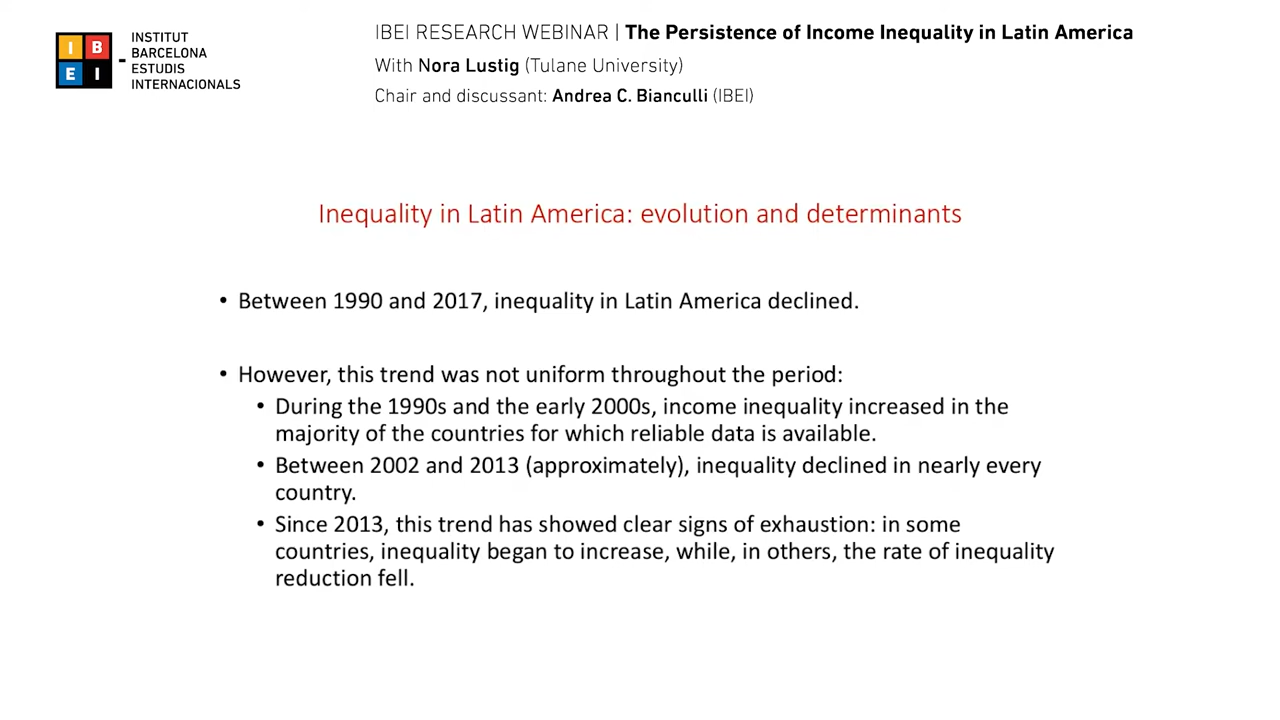 I B
E I
INSTITUT
BARCELONA
ESTUDIS
INTERNACIONALS
IBEI RESEARCH WEBINAR | The Persistence of Income Inequality in Latin America
With Nora Lustig (Tulane University)
Chair and discussant: Andrea C. Bianculli (IBEI)
Inequality in Latin America: evolution and determinants
• Between 1990 and 2017, inequality in Latin America declined.
• However, this trend was not uniform throughout the period:
• During the 1990s and the early 2000s, income inequality increased in the
majority of the countries for which reliable data is available.
• Between 2002 and 2013 (approximately), inequality declined in nearly every
country.
• Since 2013, this trend has showed clear signs of exhaustion: in some
countries, inequality began to increase, while, in others, the rate of inequality
reduction fell.